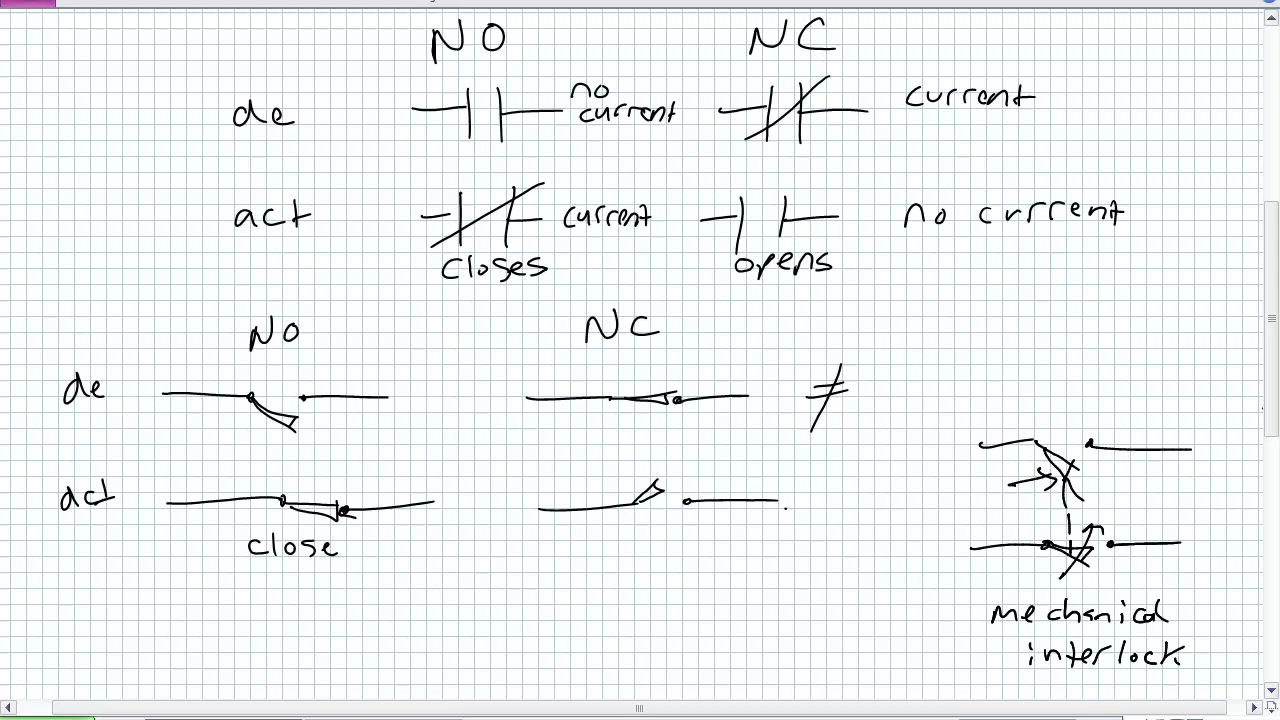 NO NC
de no current current
act current no current
closes opens
NO NC
de
act
close
mechanical
interlock